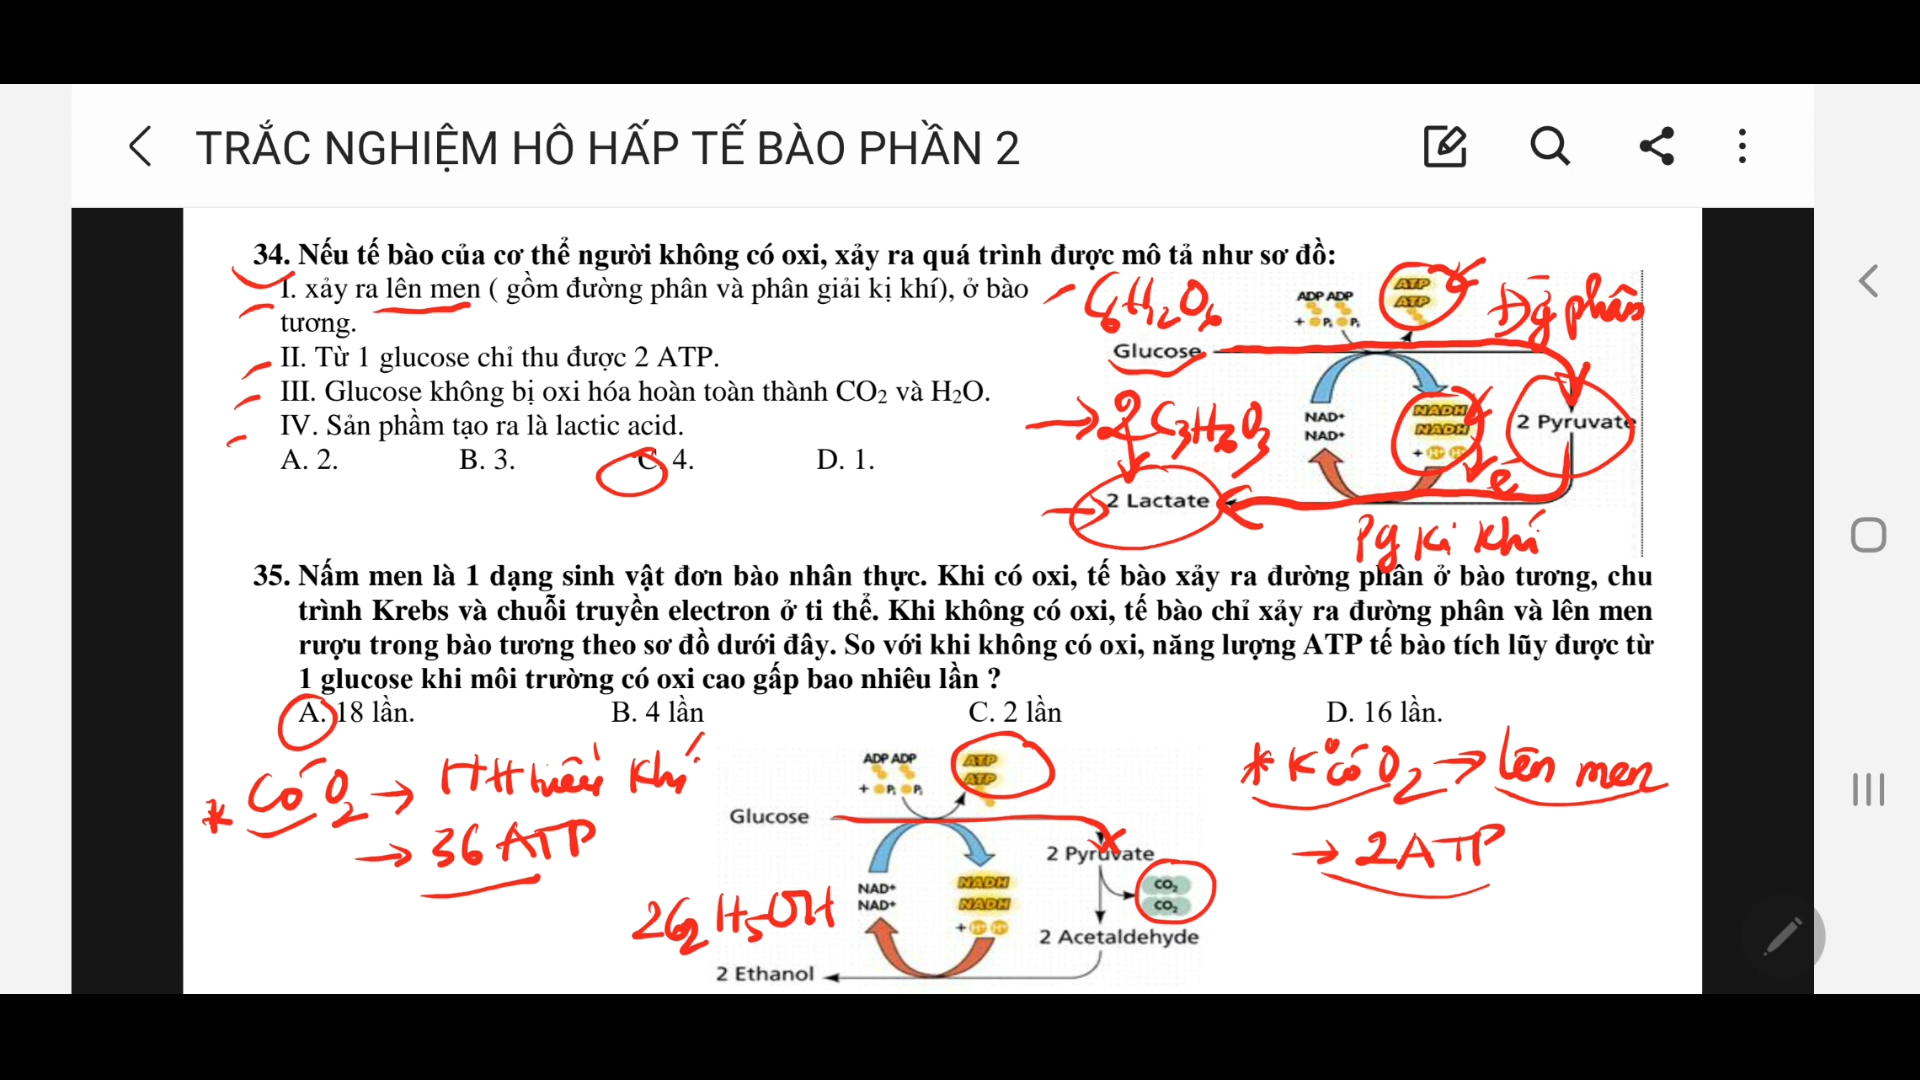 TRẮC NGHIỆM HÔ HẤP TẾ BÀO PHẦN 2
34. Nếu tế bào của cơ thể người không có oxi, xảy ra quá trình được mô tả như sơ đồ:
I. xảy ra lên men ( gồm đường phân và phân giải kị khí), ở bào
tương.
II. Từ 1 glucose chỉ thu được 2 ATP.
III. Glucose không bị oxi hóa hoàn toàn thành CO2 và H2O.
IV. Sản phầm tạo ra là lactic acid.
A. 2. B. 3. C. 4. D. 1.
C6H12O6
ADP ADP
+ Pi Pi
ATP
ATP
Đg phân
Glucose
2 C3H6O3
NAD+
NAD+
NADH
NADH
+ H+ H+
2 Pyruvate
e
2 Lactate
Pg Kị khí
35. Nấm men là 1 dạng sinh vật đơn bào nhân thực. Khi có oxi, tế bào xảy ra đường phân ở bào tương, chu
trình Krebs và chuỗi truyền electron ở ti thể. Khi không có oxi, tế bào chỉ xảy ra đường phân và lên men
rượu trong bào tương theo sơ đồ dưới đây. So với khi không có oxi, năng lượng ATP tế bào tích lũy được từ
1 glucose khi môi trường có oxi cao gấp bao nhiêu lần ?
A. 18 lần. B. 4 lần C. 2 lần D. 16 lần.
* Có O2 → HH hiếu khí
→ 36 ATP
ADP ADP
+ Pi Pi
ATP
ATP
* K có O2 → lên men
→ 2ATP
Glucose
2 Pyruvate
CO2
CO2
NAD+
NAD+
NADH
NADH
+ H+ H+
2C2H5OH
2 Acetaldehyde
2 Ethanol